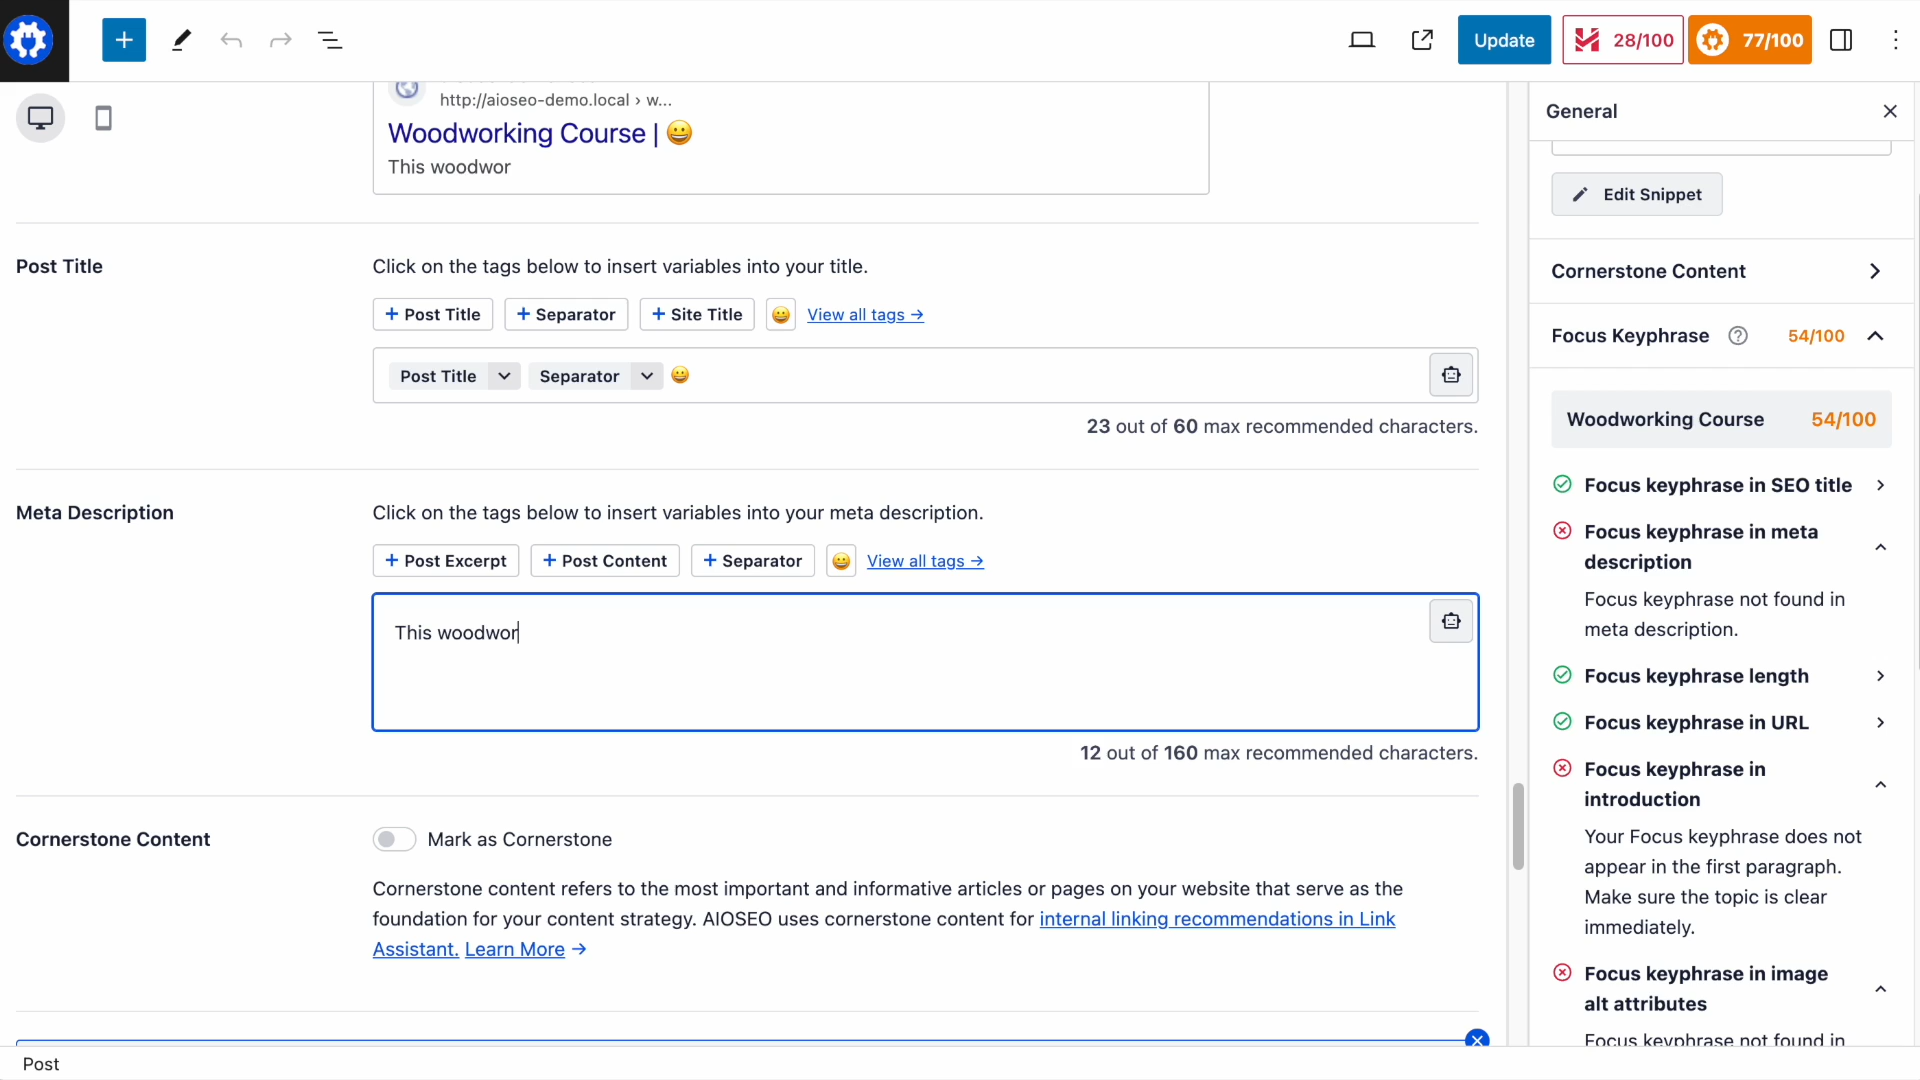 Update
28/100
77/100
http://aioseo-demo.local › w...
Woodworking Course | 😀
This woodwor
General
Edit Snippet
Post Title
Click on the tags below to insert variables into your title.
+ Post Title
+ Separator
+ Site Title
😀
View all tags →
Post Title
Separator
😀
23 out of 60 max recommended characters.
Meta Description
Click on the tags below to insert variables into your meta description.
+ Post Excerpt
+ Post Content
+ Separator
😀
View all tags →
This woodwor
12 out of 160 max recommended characters.
Cornerstone Content
Mark as Cornerstone
Cornerstone content refers to the most important and informative articles or pages on your website that serve as the
foundation for your content strategy. AIOSEO uses cornerstone content for internal linking recommendations in Link
Assistant. Learn More →
Cornerstone Content
Focus Keyphrase
54/100
Woodworking Course
54/100
Focus keyphrase in SEO title
Focus keyphrase in meta
description
Focus keyphrase not found in
meta description.
Focus keyphrase length
Focus keyphrase in URL
Focus keyphrase in
introduction
Your Focus keyphrase does not
appear in the first paragraph.
Make sure the topic is clear
immediately.
Focus keyphrase in image
alt attributes
Focus keyphrase not found in
Post